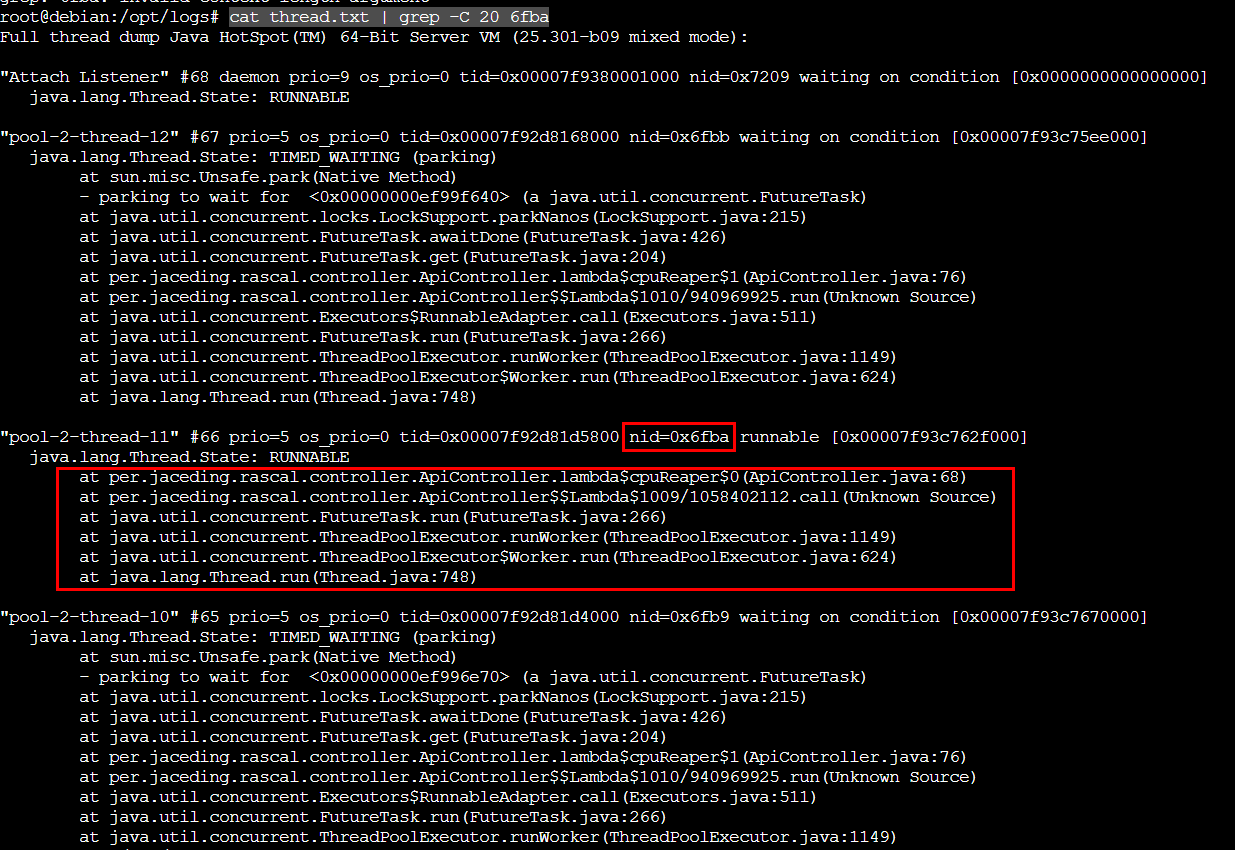 root@debian:/opt/logs# cat thread.txt | grep -C 20 6fba
Full thread dump Java HotSpot(TM) 64-Bit Server VM (25.301-b09 mixed mode):
"Attach Listener" #68 daemon prio=9 os_prio=0 tid=0x00007f9380001000 nid=0x7209 waiting on condition [0x0000000000000000]
java.lang.Thread.State: RUNNABLE
"pool-2-thread-12" #67 prio=5 os_prio=0 tid=0x00007f92d8168000 nid=0x6fbb waiting on condition [0x00007f93c75ee000]
java.lang.Thread.State: TIMED_WAITING (parking)
at sun.misc.Unsafe.park(Native Method)
- parking to wait for  <0x00000000ef99f640> (a java.util.concurrent.FutureTask)
at java.util.concurrent.locks.LockSupport.parkNanos(LockSupport.java:215)
at java.util.concurrent.FutureTask.awaitDone(FutureTask.java:426)
at java.util.concurrent.FutureTask.get(FutureTask.java:204)
at per.jaceding.rascal.controller.ApiController.lambda$cpuReaper$1(ApiController.java:76)
at per.jaceding.rascal.controller.ApiController$$Lambda$1010/940969925.run(Unknown Source)
at java.util.concurrent.Executors$RunnableAdapter.call(Executors.java:511)
at java.util.concurrent.FutureTask.run(FutureTask.java:266)
at java.util.concurrent.ThreadPoolExecutor.runWorker(ThreadPoolExecutor.java:1149)
at java.util.concurrent.ThreadPoolExecutor$Worker.run(ThreadPoolExecutor.java:624)
at java.lang.Thread.run(Thread.java:748)
"pool-2-thread-11" #66 prio=5 os_prio=0 tid=0x00007f92d81d5800 nid=0x6fba runnable [0x00007f93c762f000]
java.lang.Thread.State: RUNNABLE
at per.jaceding.rascal.controller.ApiController.lambda$cpuReaper$0(ApiController.java:68)
at per.jaceding.rascal.controller.ApiController$$Lambda$1009/1058402112.call(Unknown Source)
at java.util.concurrent.FutureTask.run(FutureTask.java:266)
at java.util.concurrent.ThreadPoolExecutor.runWorker(ThreadPoolExecutor.java:1149)
at java.util.concurrent.ThreadPoolExecutor$Worker.run(ThreadPoolExecutor.java:624)
at java.lang.Thread.run(Thread.java:748)
"pool-2-thread-10" #65 prio=5 os_prio=0 tid=0x00007f92d81d4000 nid=0x6fb9 waiting on condition [0x00007f93c7670000]
java.lang.Thread.State: TIMED_WAITING (parking)
at sun.misc.Unsafe.park(Native Method)
- parking to wait for  <0x00000000ef996e70> (a java.util.concurrent.FutureTask)
at java.util.concurrent.locks.LockSupport.parkNanos(LockSupport.java:215)
at java.util.concurrent.FutureTask.awaitDone(FutureTask.java:426)
at java.util.concurrent.FutureTask.get(FutureTask.java:204)
at per.jaceding.rascal.controller.ApiController.lambda$cpuReaper$1(ApiController.java:76)
at per.jaceding.rascal.controller.ApiController$$Lambda$1010/940969925.run(Unknown Source)
at java.util.concurrent.Executors$RunnableAdapter.call(Executors.java:511)
at java.util.concurrent.FutureTask.run(FutureTask.java:266)
at java.util.concurrent.ThreadPoolExecutor.runWorker(ThreadPoolExecutor.java:1149)